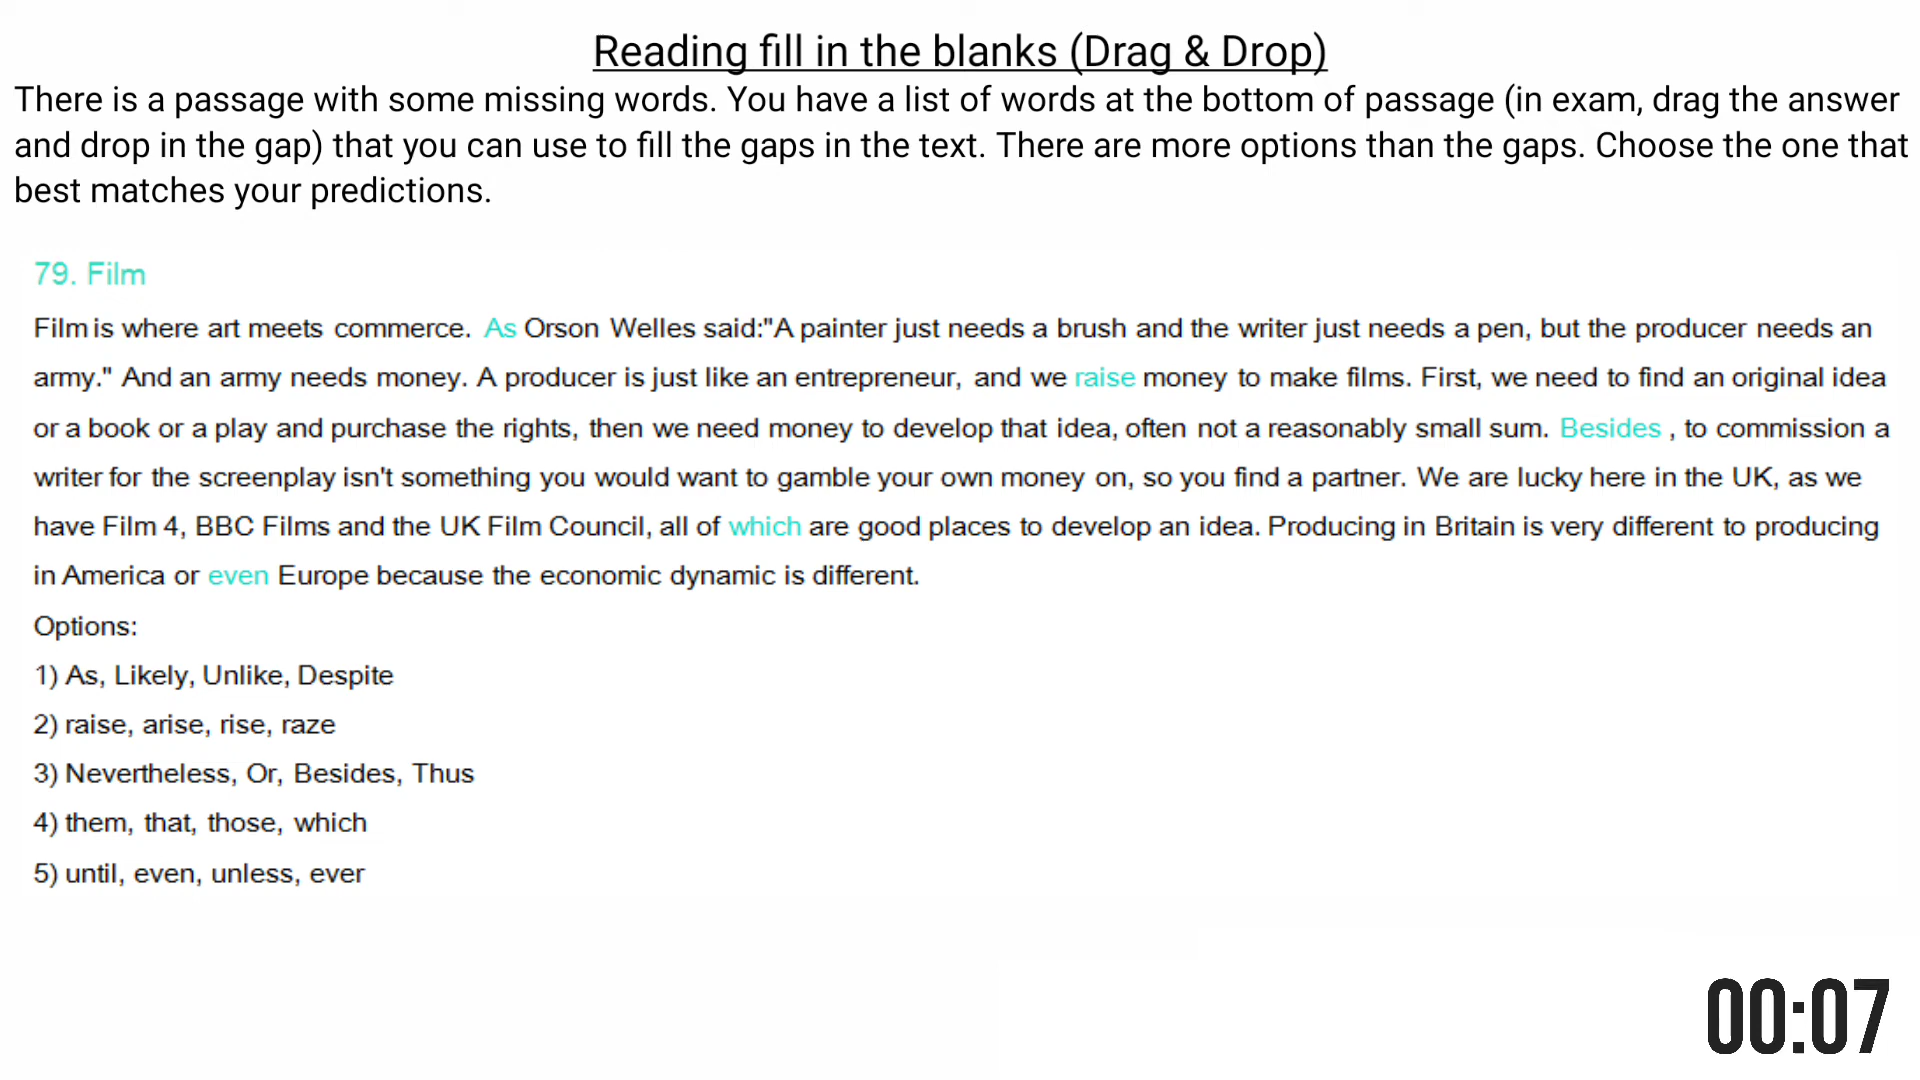 Reading fill in the blanks (Drag & Drop)
There is a passage with some missing words. You have a list of words at the bottom of passage (in exam, drag the answer
and drop in the gap) that you can use to fill the gaps in the text. There are more options than the gaps. Choose the one that
best matches your predictions.
79. Film
Film is where art meets commerce. As Orson Welles said:"A painter just needs a brush and the writer just needs a pen, but the producer needs an
army." And an army needs money. A producer is just like an entrepreneur, and we raise money to make films. First, we need to find an original idea
or a book or a play and purchase the rights, then we need money to develop that idea, often not a reasonably small sum. Besides , to commission a
writer for the screenplay isn't something you would want to gamble your own money on, so you find a partner. We are lucky here in the UK, as we
have Film 4, BBC Films and the UK Film Council, all of which are good places to develop an idea. Producing in Britain is very different to producing
in America or even Europe because the economic dynamic is different.
Options:
1) As, Likely, Unlike, Despite
2) raise, arise, rise, raze
3) Nevertheless, Or, Besides, Thus
4) them, that, those, which
5) until, even, unless, ever
00:07